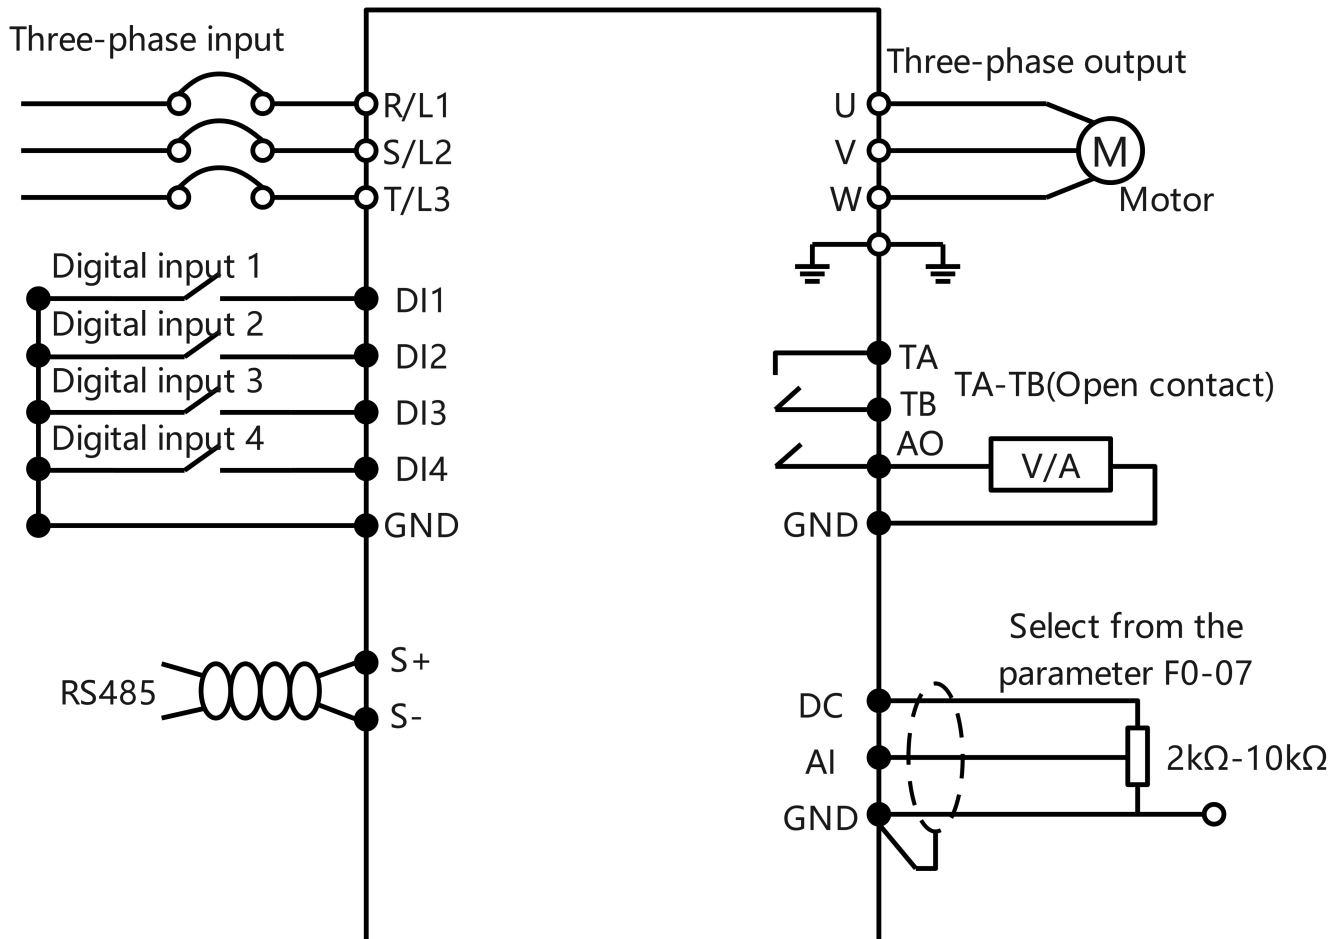 Three-phase input
R/L1
S/L2
T/L3
Digital input 1
DI1
Digital input 2
DI2
Digital input 3
DI3
Digital input 4
DI4
GND
RS485
S+
S-
Three-phase output
U
V
W
M
Motor
TA
TB
TA-TB(Open contact)
AO
V/A
GND
Select from the
parameter F0-07
DC
AI
GND
2kΩ-10kΩ